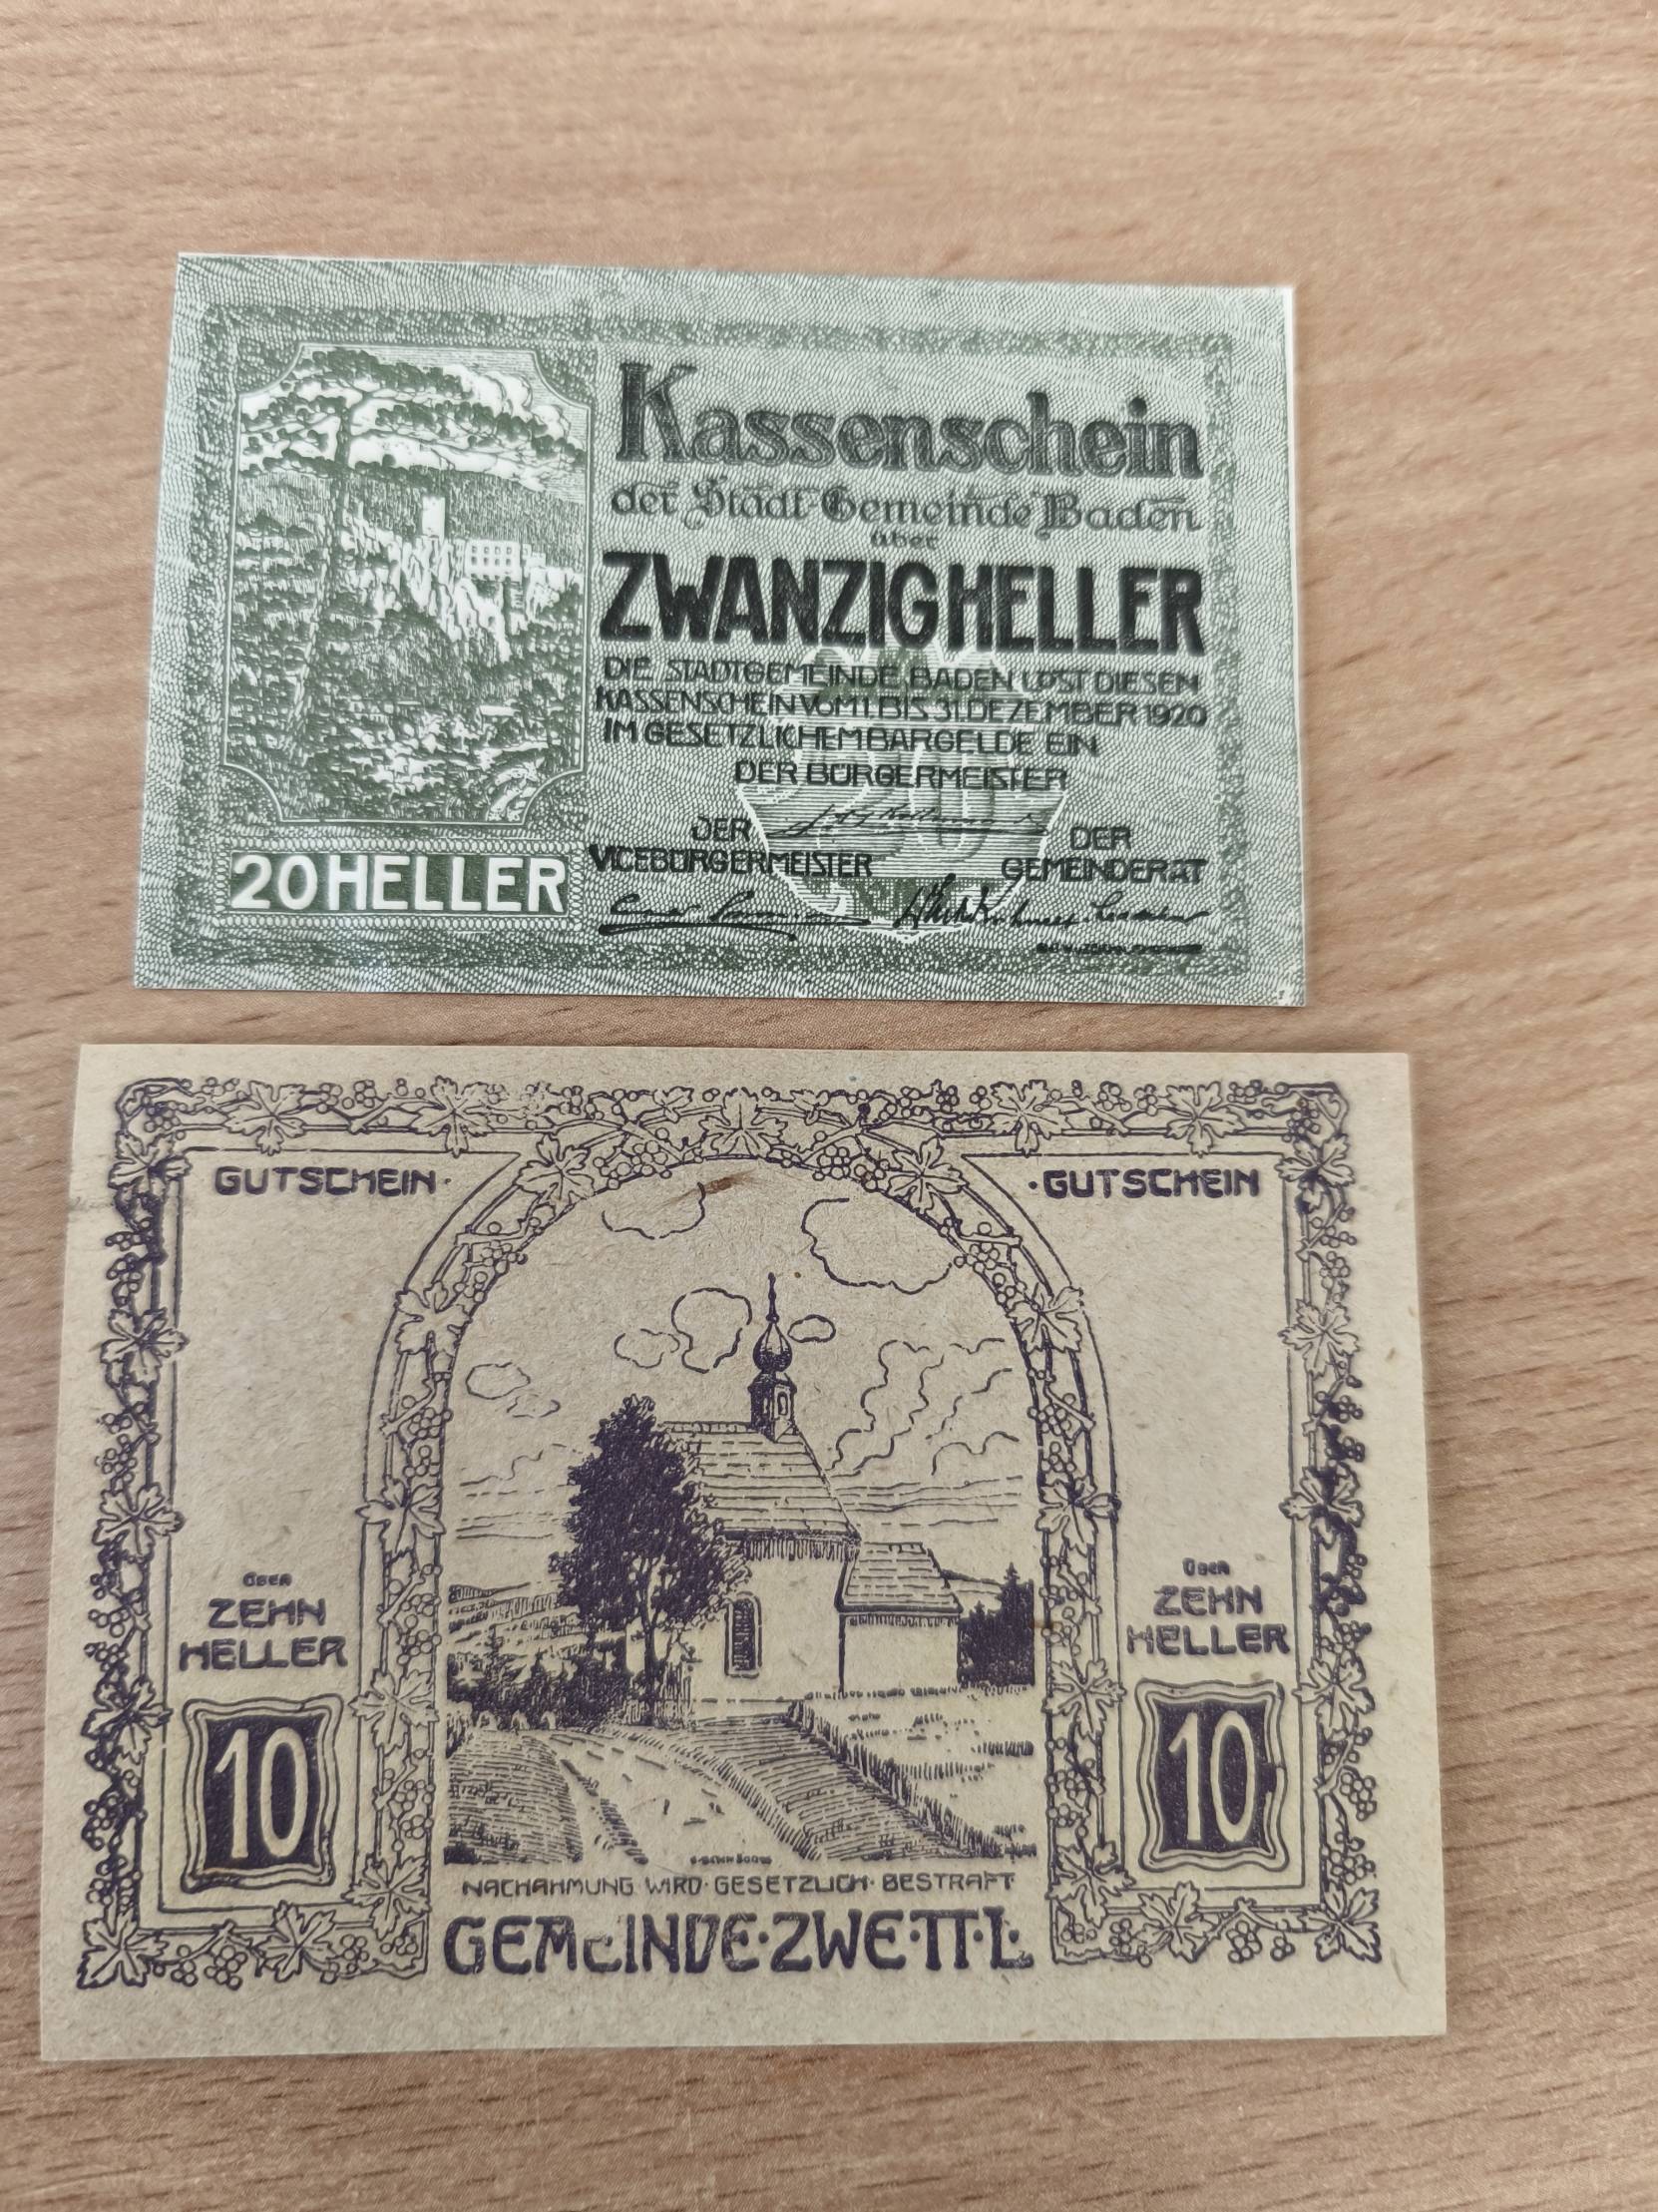 Kassenschein
der Stadt-Gemeinde Baden
über
ZWANZIG HELLER
DIE STADTGEMEINDE BADEN LÖST DIESEN
KASSENSCHEIN VOM 1. BIS 31. DEZEMBER 1920
IM GESETZLICHEM BARGELDE EIN
DER BÜRGERMEISTER
DER
VICEBÜRGERMEISTER
DER
GEMEINDERAT
20 HELLER
GUTSCHEIN·
·GUTSCHEIN
ÜBER
ZEHN
HELLER
10
ÜBER
ZEHN
HELLER
10
NACHAHMUNG WIRD·GESETZLICH·BESTRAFT
GEMEINDE·ZWE·TT·L·